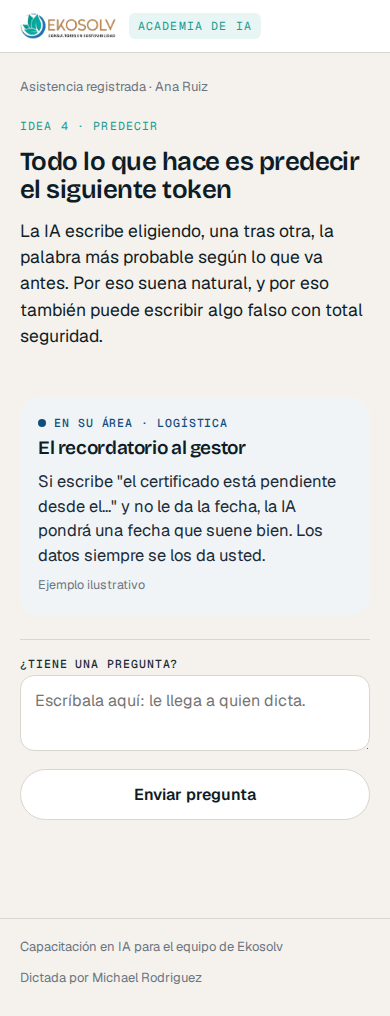 EKOSOLV
ACADEMIA DE IA
Asistencia registrada · Ana Ruiz
IDEA 4 · PREDECIR
Todo lo que hace es predecir
el siguiente token
La IA escribe eligiendo, una tras otra, la
palabra más probable según lo que va
antes. Por eso suena natural, y por eso
también puede escribir algo falso con total
seguridad.
EN SU ÁREA · LOGÍSTICA
El recordatorio al gestor
Si escribe "el certificado está pendiente
desde el..." y no le da la fecha, la IA
pondrá una fecha que suene bien. Los
datos siempre se los da usted.
Ejemplo ilustrativo
¿TIENE UNA PREGUNTA?
Escríbala aquí: le llega a quien dicta.
Enviar pregunta
Capacitación en IA para el equipo de Ekosolv
Dictada por Michael Rodriguez